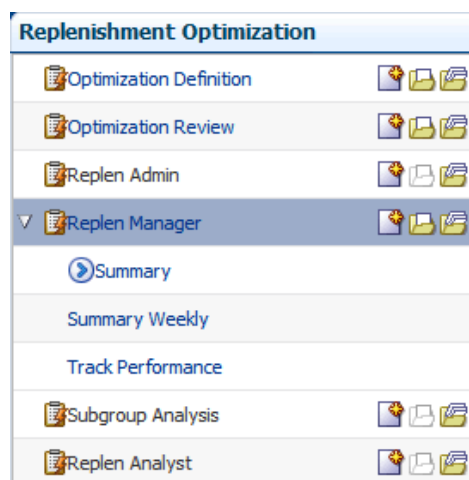 Replenishment Optimization
Optimization Definition
Optimization Review
Replen Admin
Replen Manager
Summary
Summary Weekly
Track Performance
Subgroup Analysis
Replen Analyst